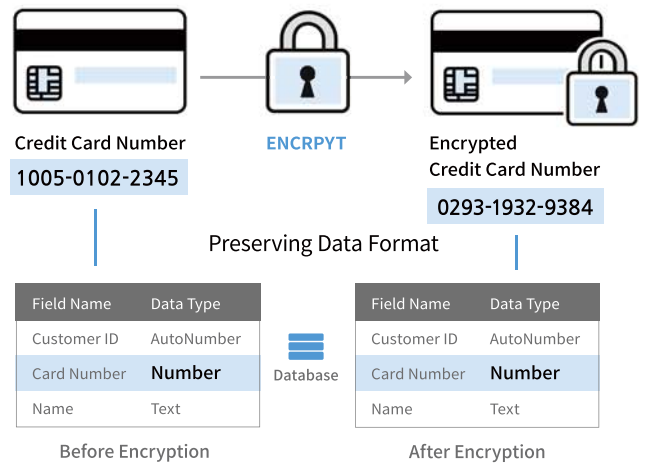 Credit Card Number
1005-0102-2345
ENCRPYT
Encrypted
Credit Card Number
0293-1932-9384
Preserving Data Format
Field Name Data Type
Customer ID AutoNumber
Card Number Number
Name Text
Before Encryption
Database
Field Name Data Type
Customer ID AutoNumber
Card Number Number
Name Text
After Encryption